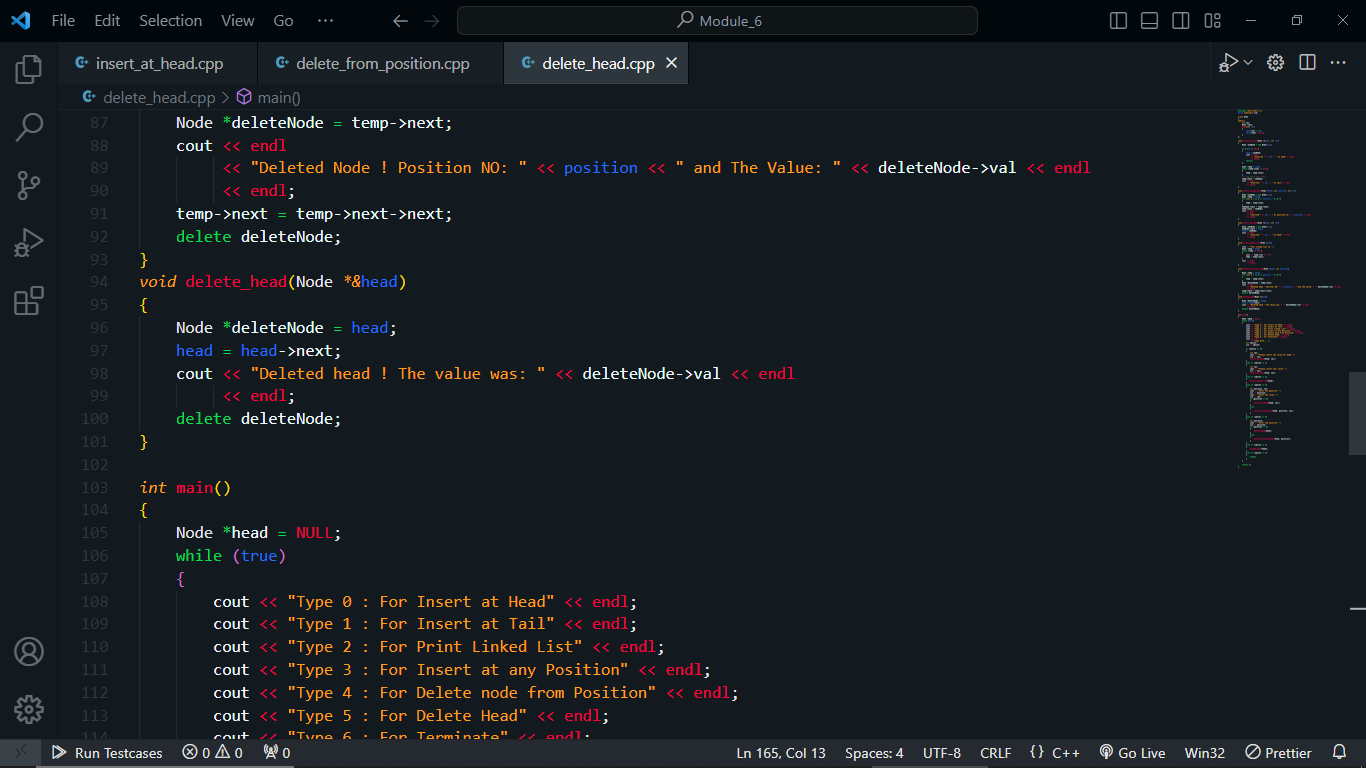 File Edit Selection View Go ··· Module_6
insert_at_head.cpp delete_from_position.cpp delete_head.cpp
delete_head.cpp > main()
87 Node *deleteNode = temp->next;
88 cout << endl
89 << "Deleted Node ! Position NO: " << position << " and The Value: " << deleteNode->val << endl
90 << endl;
91 temp->next = temp->next->next;
92 delete deleteNode;
93 }
94 void delete_head(Node *&head)
95 {
96 Node *deleteNode = head;
97 head = head->next;
98 cout << "Deleted head ! The value was: " << deleteNode->val << endl
99 << endl;
100 delete deleteNode;
101 }
102
103 int main()
104 {
105 Node *head = NULL;
106 while (true)
107 {
108 cout << "Type 0 : For Insert at Head" << endl;
109 cout << "Type 1 : For Insert at Tail" << endl;
110 cout << "Type 2 : For Print Linked List" << endl;
111 cout << "Type 3 : For Insert at any Position" << endl;
112 cout << "Type 4 : For Delete node from Position" << endl;
113 cout << "Type 5 : For Delete Head" << endl;
114 cout << "Type 6 : For Terminate" << endl;
Run Testcases 0 0 0 Ln 165, Col 13 Spaces: 4 UTF-8 CRLF {} C++ Go Live Win32 Prettier